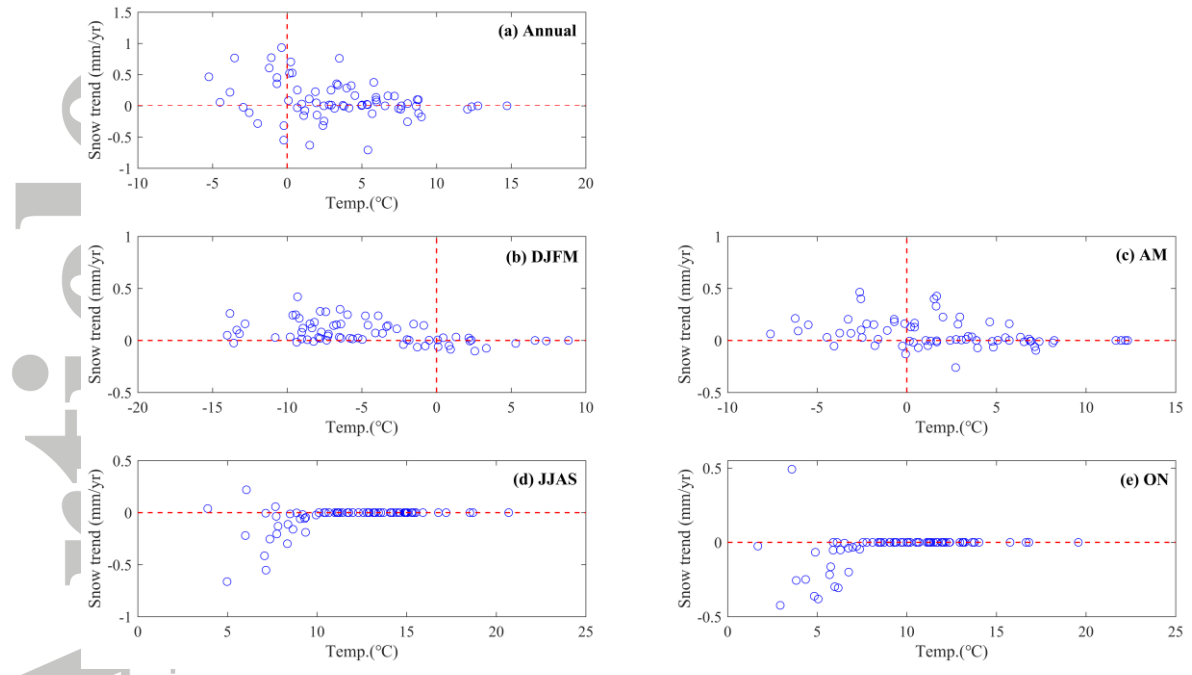 (a) Annual
1.5
1
0.5
0
-0.5
-1
Snow trend (mm/yr)
-10 -5 0 5 10 15 20
Temp.(°C)
(b) DJFM
1
0.5
0
-0.5
Snow trend (mm/yr)
-20 -15 -10 -5 0 5 10
Temp.(°C)
(c) AM
1
0.5
0
-0.5
Snow trend (mm/yr)
-10 -5 0 5 10 15
Temp.(°C)
(d) JJAS
0.5
0
-0.5
-1
Snow trend (mm/yr)
0 5 10 15 20 25
Temp.(°C)
(e) ON
0.5
0
-0.5
Snow trend (mm/yr)
0 5 10 15 20 25
Temp.(°C)